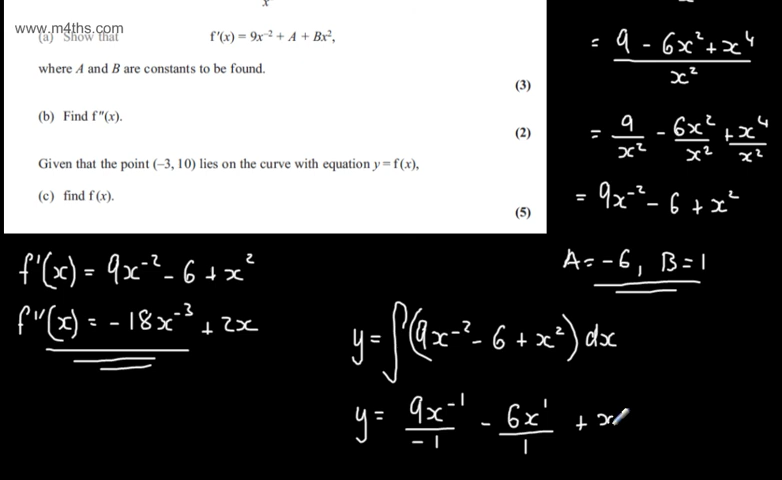 www.m4ths.com
(a) Show that f'(x) = 9x⁻² + A + Bx²,
where A and B are constants to be found.
(3)
(b) Find f"(x).
(2)
Given that the point (–3, 10) lies on the curve with equation y = f(x),
(c) find f(x).
(5)
= 9 - 6x² + x⁴ / x²
= 9/x² - 6x²/x² + x⁴/x²
= 9x⁻² - 6 + x²
A = -6, B = 1
f'(x) = 9x⁻² - 6 + x²
f"(x) = -18x⁻³ + 2x
y = ∫(9x⁻² - 6 + x²) dx
y = 9x⁻¹/-1 - 6x¹/1 + x